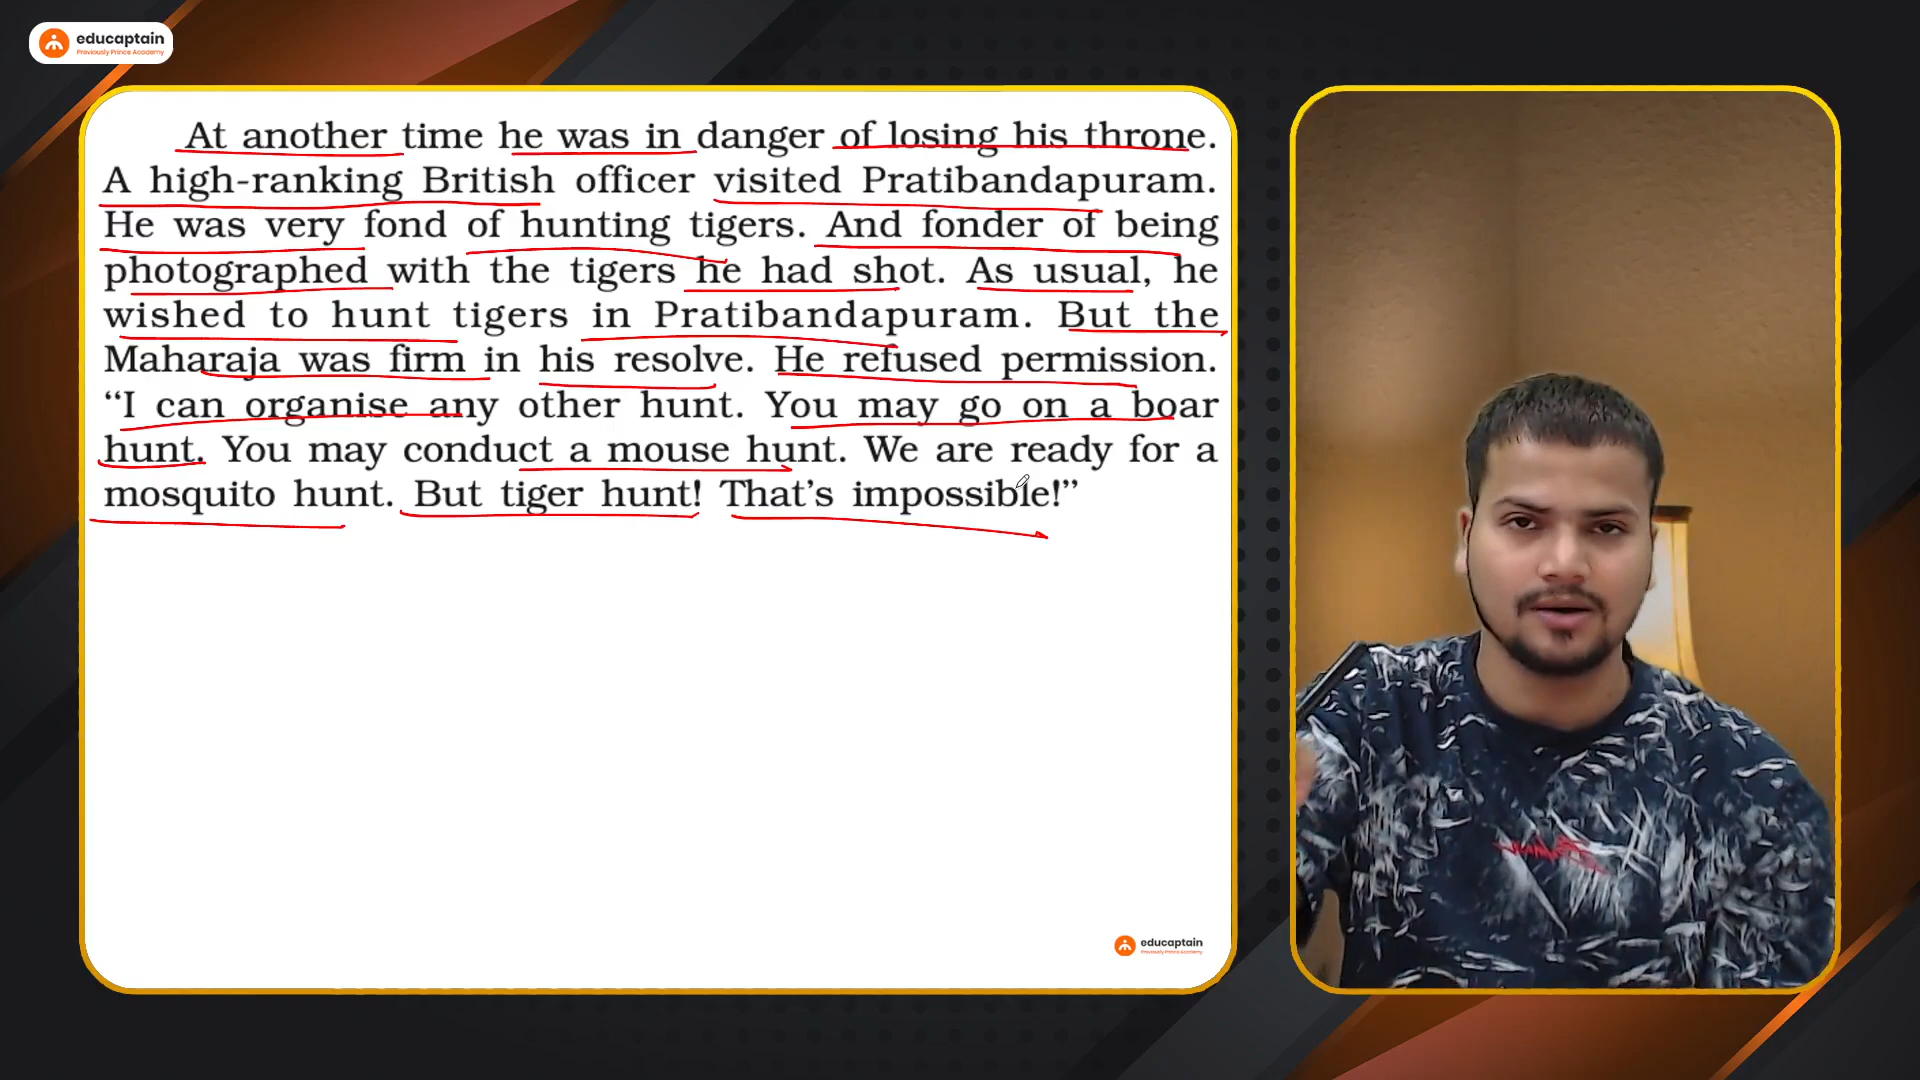 educaptain
Previously Prince Academy
At another time he was in danger of losing his throne.
A high-ranking British officer visited Pratibandapuram.
He was very fond of hunting tigers. And fonder of being
photographed with the tigers he had shot. As usual, he
wished to hunt tigers in Pratibandapuram. But the
Maharaja was firm in his resolve. He refused permission.
“I can organise any other hunt. You may go on a boar
hunt. You may conduct a mouse hunt. We are ready for a
mosquito hunt. But tiger hunt! That’s impossible!”
educaptain
Previously Prince Academy